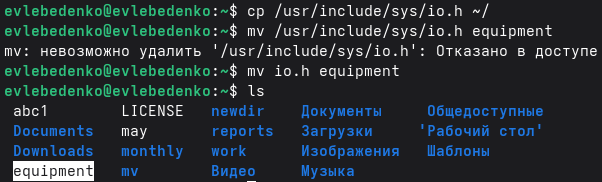 evlebedenko@evlebedenko:~$ cp /usr/include/sys/io.h ~/
evlebedenko@evlebedenko:~$ mv /usr/include/sys/io.h equipment
mv: невозможно удалить '/usr/include/sys/io.h': Отказано в доступе
evlebedenko@evlebedenko:~$ mv io.h equipment
evlebedenko@evlebedenko:~$ ls
abc1 LICENSE newdir Документы Общедоступные
Documents may reports Загрузки 'Рабочий стол'
Downloads monthly work Изображения Шаблоны
equipment mv Видео Музыка